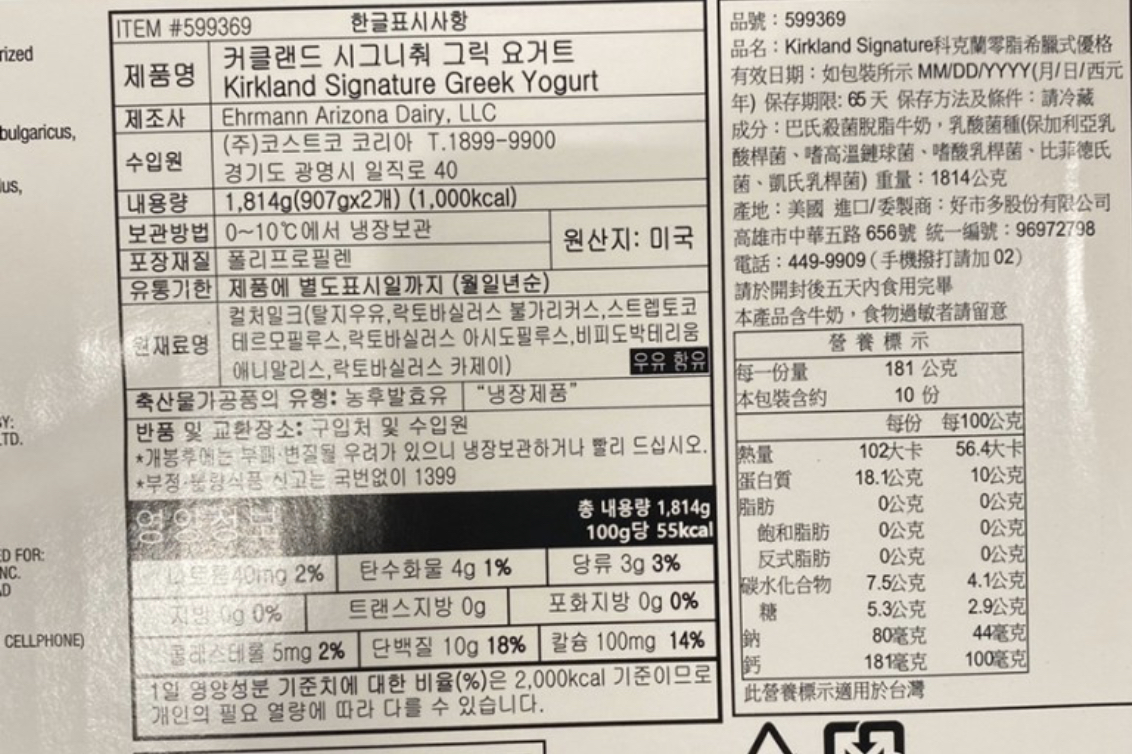 rized
bulgaricus,
ius,
Y:
LTD.
ED FOR:
NC.
AD
CELLPHONE)
ITEM #599369 한글표시사항
제품명 커클랜드 시그니춰 그릭 요거트
Kirkland Signature Greek Yogurt
제조사 Ehrmann Arizona Dairy, LLC
수입원 (주)코스트코 코리아 T.1899-9900
경기도 광명시 일직로 40
내용량 1,814g(907gx2개) (1,000kcal)
보관방법 0~10℃에서 냉장보관 원산지: 미국
포장재질 폴리프로필렌
유통기한 제품에 별도표시일까지 (월일년순)
원재료명 컬처밀크(탈지우유,락토바실러스 불가리커스,스트렙토코
테르모필루스,락토바실러스 아시도필루스,비피도박테리움
애니말리스,락토바실러스 카제이) 우유 함유
축산물가공품의 유형: 농후발효유 “냉장제품”
반품 및 교환장소: 구입처 및 수입원
*개봉후에는 부패·변질될 우려가 있으니 냉장보관하거나 빨리 드십시오.
*부정·불량식품 신고는 국번없이 1399
영양정보 총 내용량 1,814g
100g당 55kcal
나트륨 40mg 2% 탄수화물 4g 1% 당류 3g 3%
지방 0g 0% 트랜스지방 0g 포화지방 0g 0%
콜레스테롤 5mg 2% 단백질 10g 18% 칼슘 100mg 14%
1일 영양성분 기준치에 대한 비율(%)은 2,000kcal 기준이므로
개인의 필요 열량에 따라 다를 수 있습니다.
品號：599369
品名：Kirkland Signature科克蘭零脂希臘式優格
有效日期：如包裝所示 MM/DD/YYYY(月/日/西元
年) 保存期限: 65 天 保存方法及條件：請冷藏
成分：巴氏殺菌脫脂牛奶，乳酸菌種(保加利亞乳
酸桿菌、嗜高溫鏈球菌、嗜酸乳桿菌、比菲德氏
菌、凱氏乳桿菌) 重量：1814公克
產地：美國 進口/委製商：好市多股份有限公司
高雄市中華五路 656號 統一編號：96972798
電話：449-9909（手機撥打請加 02）
請於開封後五天內食用完畢
本產品含牛奶，食物過敏者請留意
營 養 標 示
每一份量 181 公克
本包裝含約 10 份
每份 每100公克
熱量 102大卡 56.4大卡
蛋白質 18.1公克 10公克
脂肪 0公克 0公克
飽和脂肪 0公克 0公克
反式脂肪 0公克 0公克
碳水化合物 7.5公克 4.1公克
糖 5.3公克 2.9公克
鈉 80毫克 44毫克
鈣 181毫克 100毫克
此營養標示適用於台灣